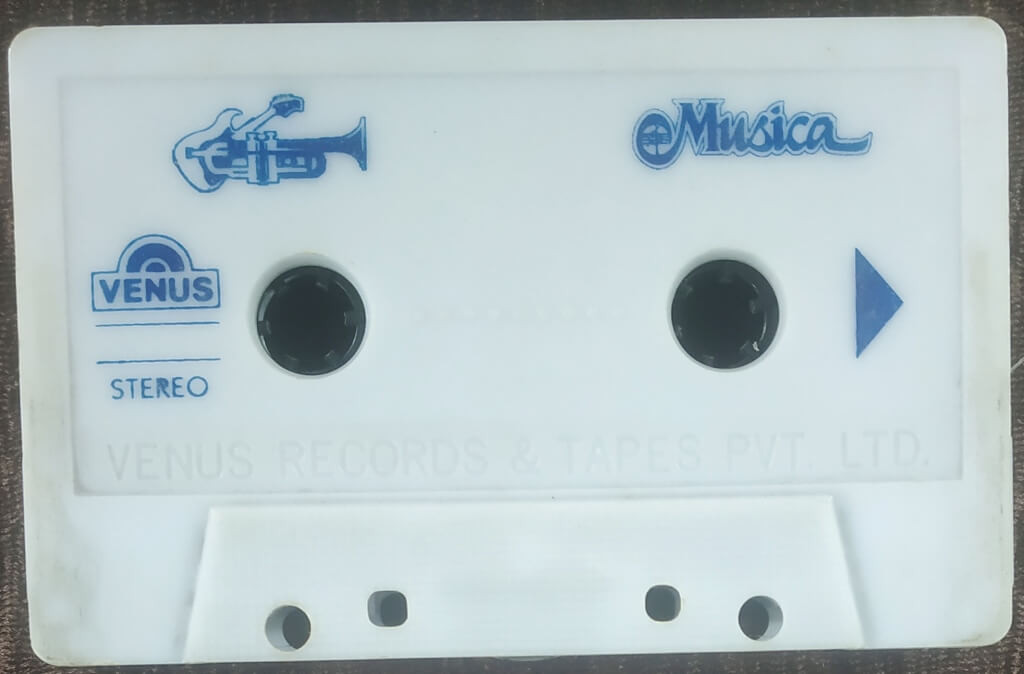 Musica
VENUS
STEREO
VENUS RECORDS & TAPES PVT. LTD.